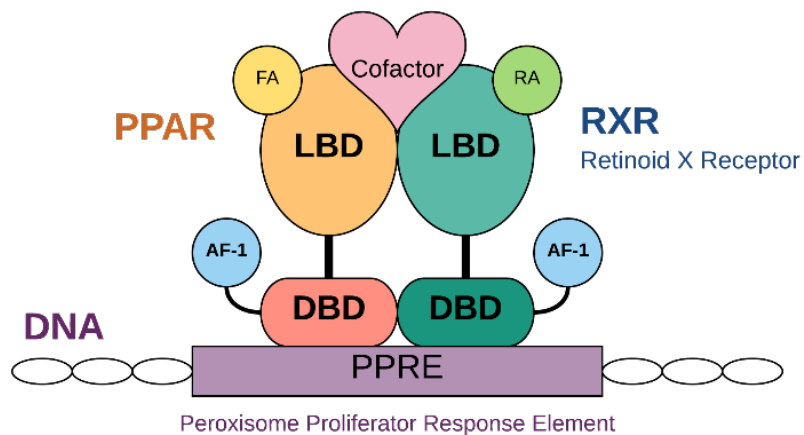 Cofactor
FA
RA
PPAR
LBD
LBD
RXR
Retinoid X Receptor
AF-1
AF-1
DBD
DBD
DNA
PPRE
Peroxisome Proliferator Response Element